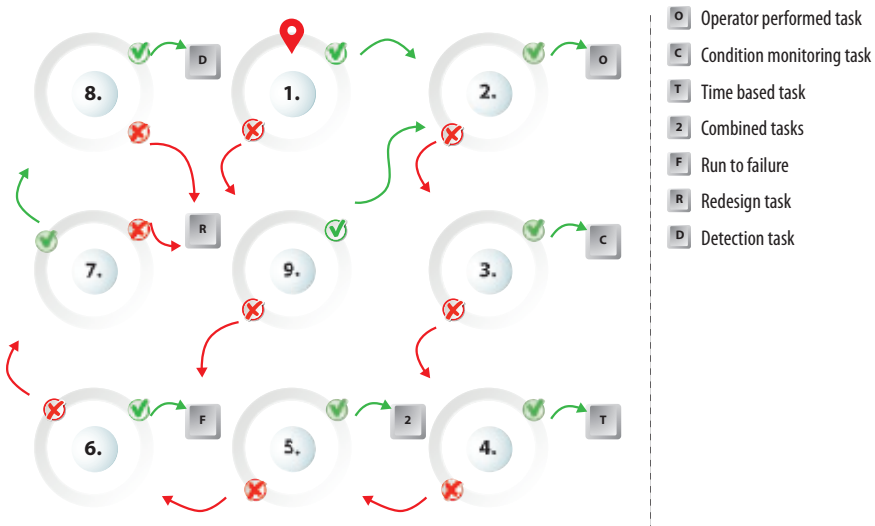 8.
D
1.
2.
O
7.
R
9.
3.
C
6.
F
5.
2
4.
T
O Operator performed task
C Condition monitoring task
T Time based task
2 Combined tasks
F Run to failure
R Redesign task
D Detection task